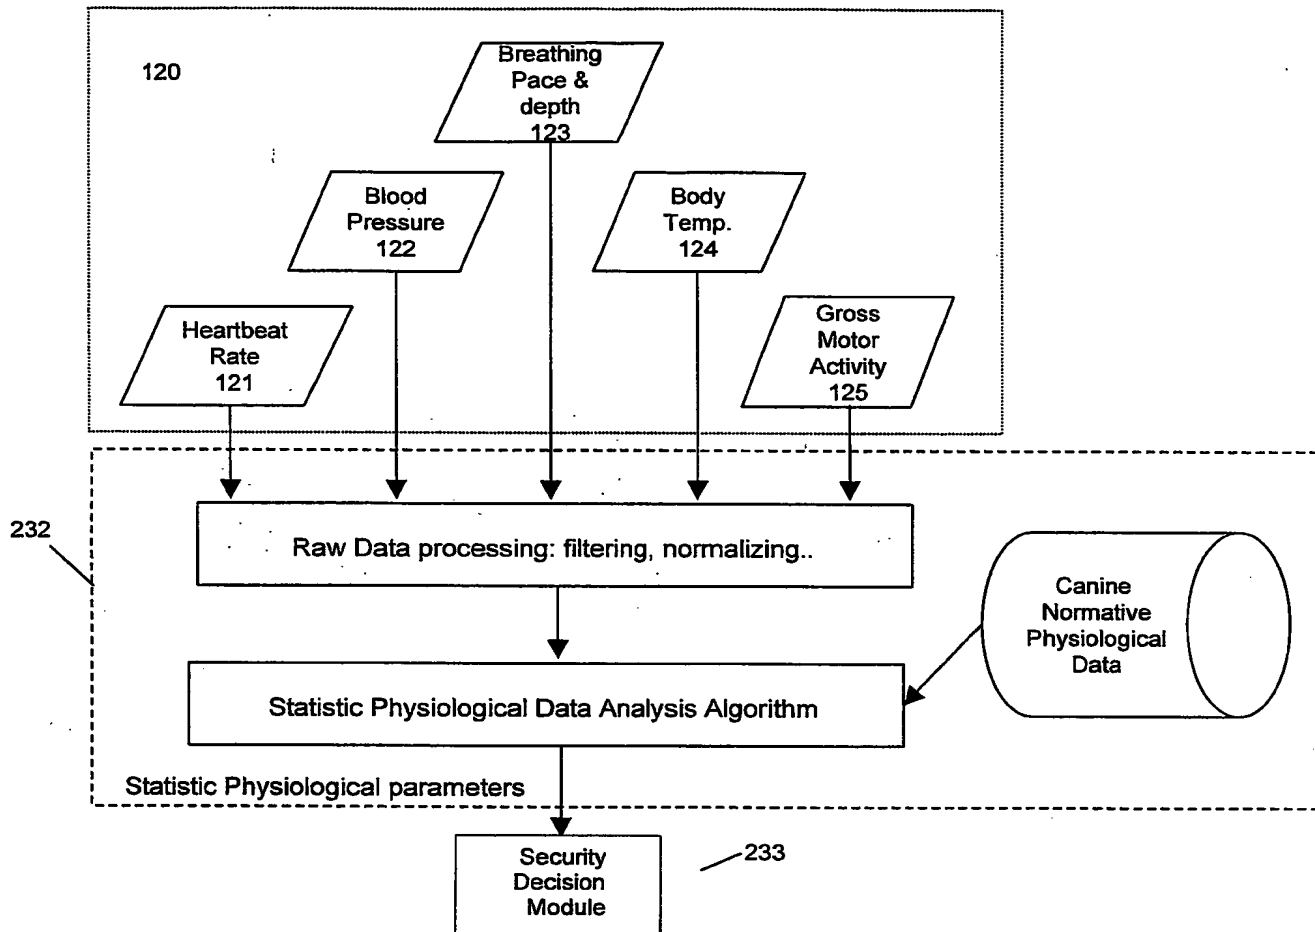 120
Breathing
Pace &
depth
123
Blood
Pressure
122
Body
Temp.
124
Heartbeat
Rate
121
Gross
Motor
Activity
125
232
Raw Data processing: filtering, normalizing..
Canine
Normative
Physiological
Data
Statistic Physiological Data Analysis Algorithm
Statistic Physiological parameters
Security
Decision
Module
233